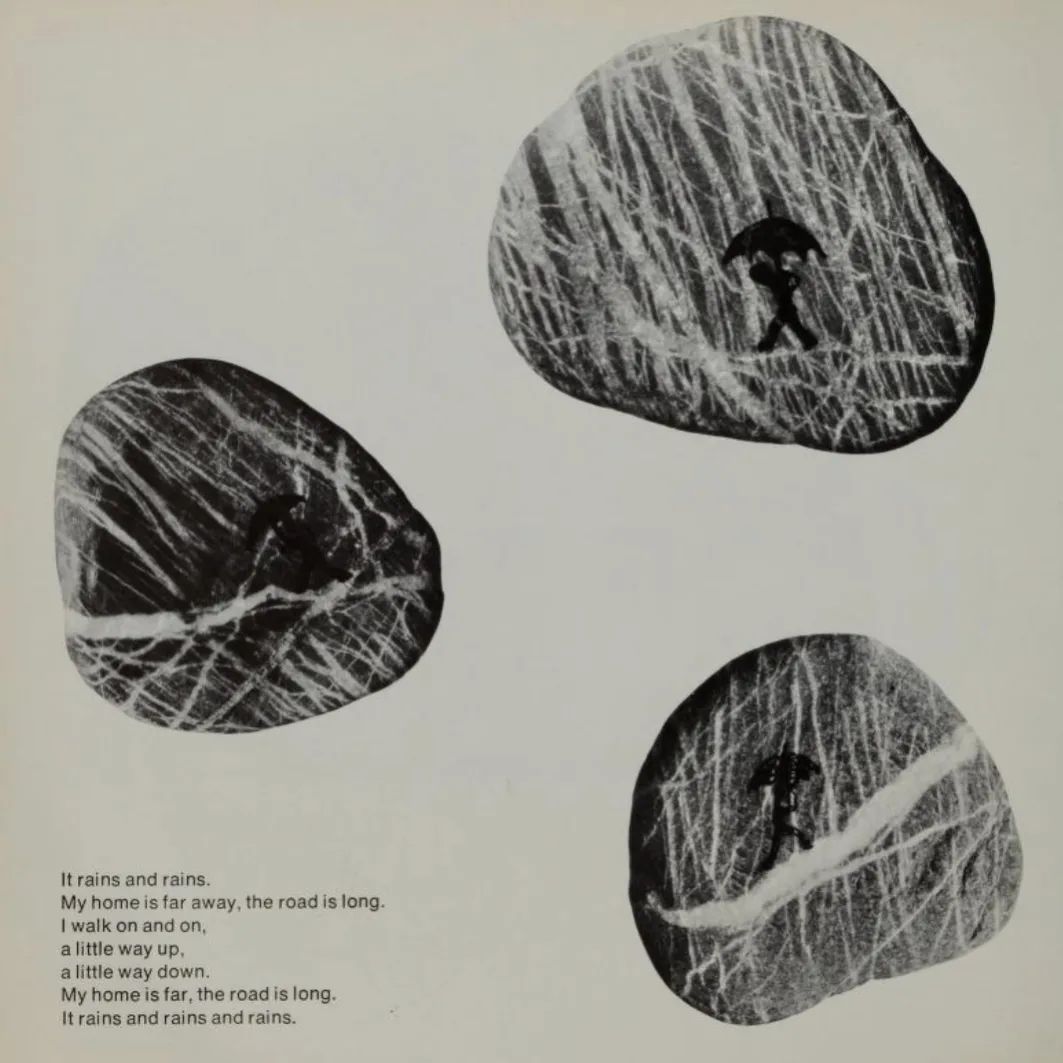 It rains and rains.
My home is far away, the road is long.
I walk on and on,
a little way up,
a little way down.
My home is far, the road is long.
It rains and rains and rains.